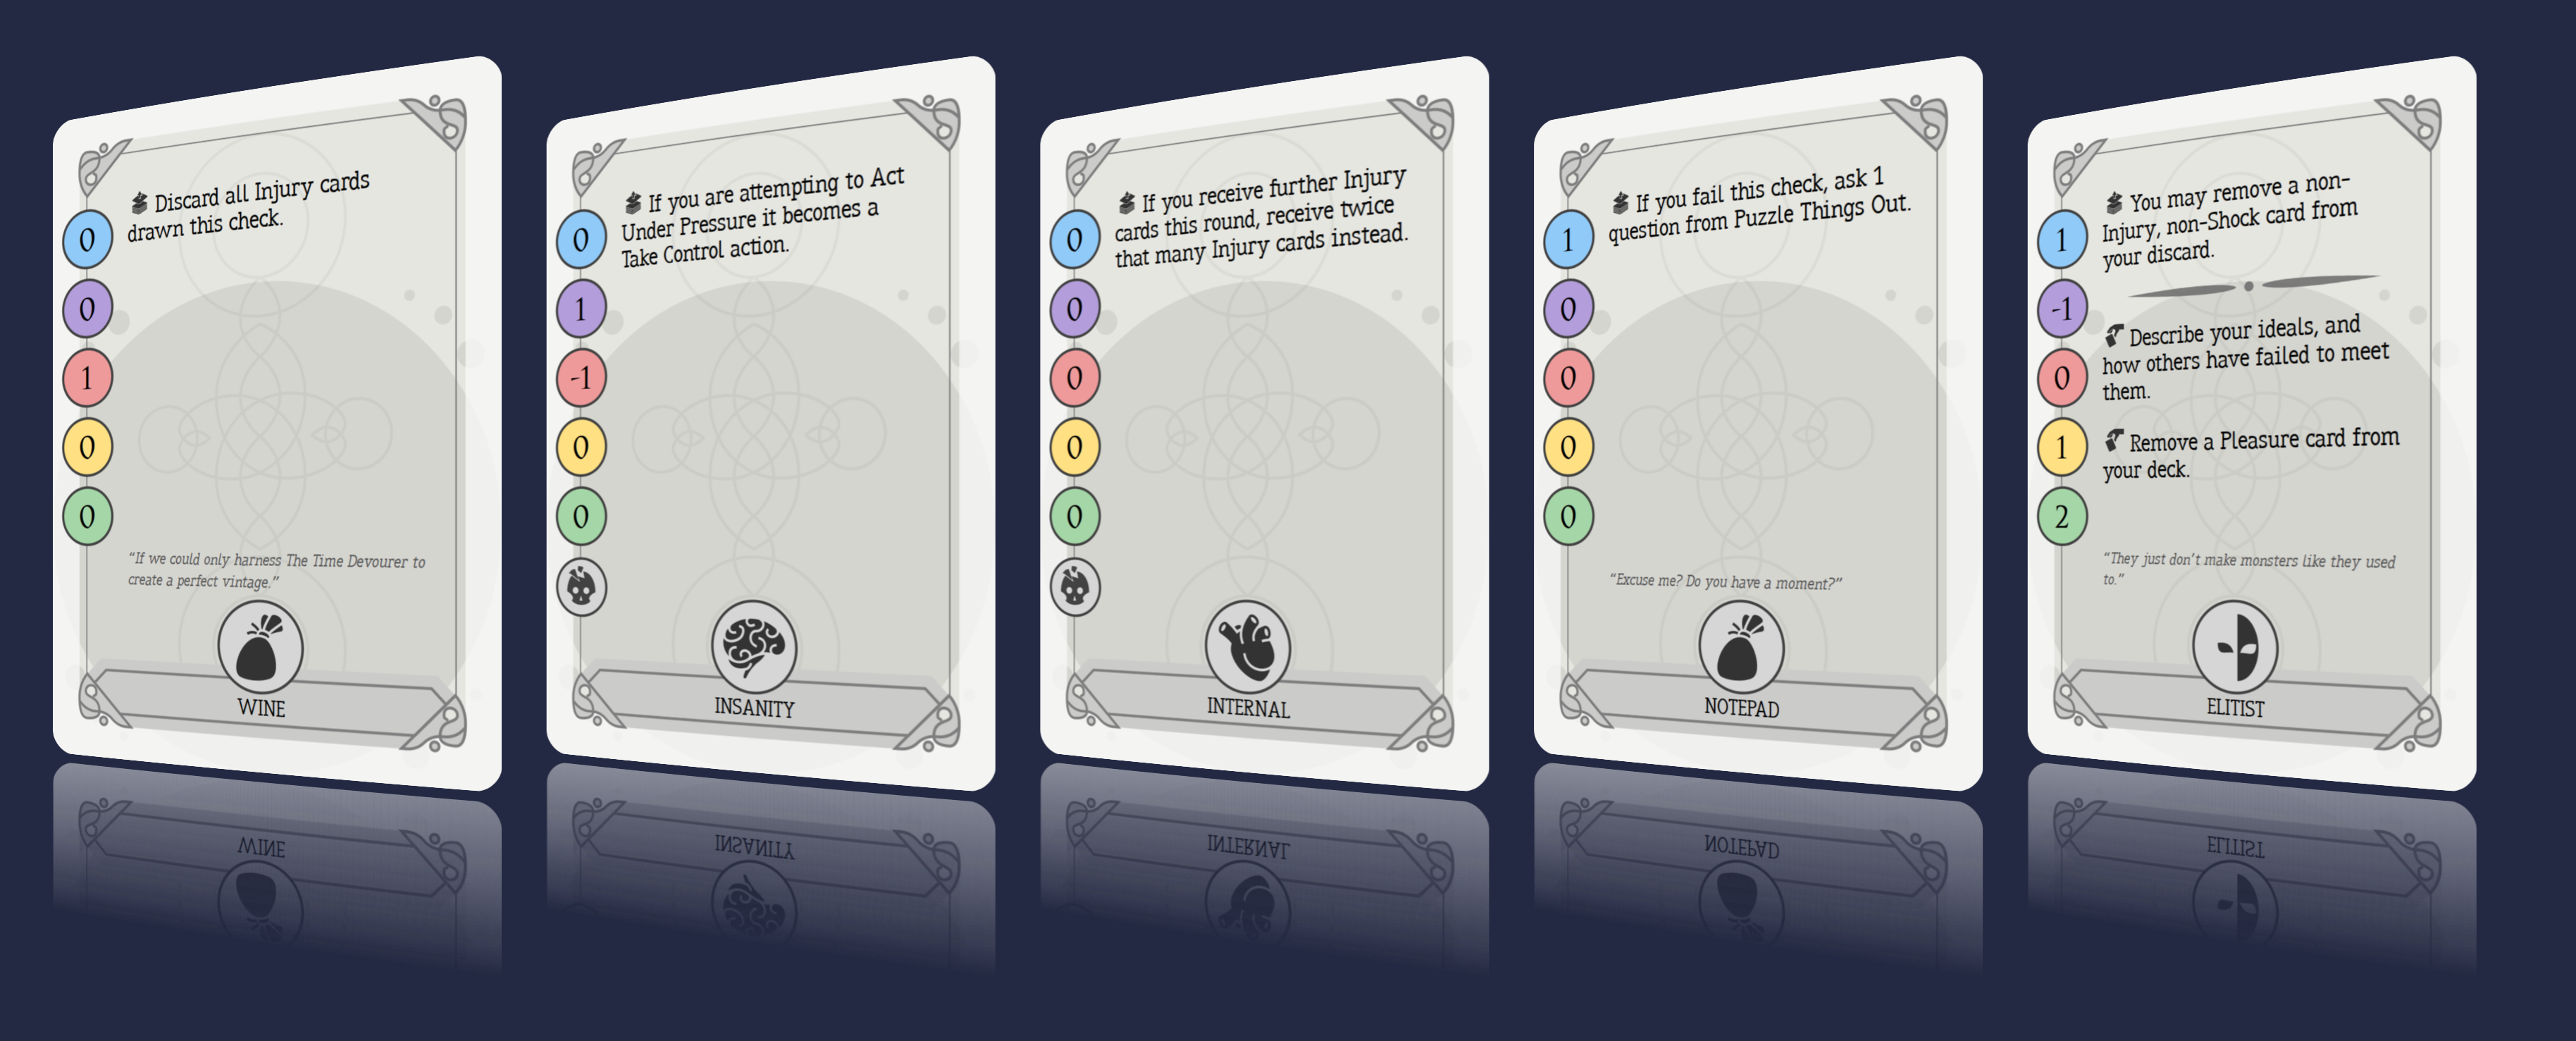 Discard all Injury cards
drawn this check.
0
0
1
0
0
“If we could only harness The Time Devourer to
create a perfect vintage.”
WINE
If you are attempting to Act
Under Pressure it becomes a
Take Control action.
0
1
-1
0
0
INSANITY
If you receive further Injury
cards this round, receive twice
that many Injury cards instead.
0
0
0
0
0
INTERNAL
If you fail this check, ask 1
question from Puzzle Things Out.
1
0
0
0
0
“Excuse me? Do you have a moment?”
NOTEPAD
You may remove a non-
Injury, non-Shock card from
your discard.
Describe your ideals, and
how others have failed to meet
them.
Remove a Pleasure card from
your deck.
1
-1
0
1
2
“They just don’t make monsters like they used
to.”
ELITIST
WINE
INSANITY
INTERNAL
NOTEPAD
ELITIST